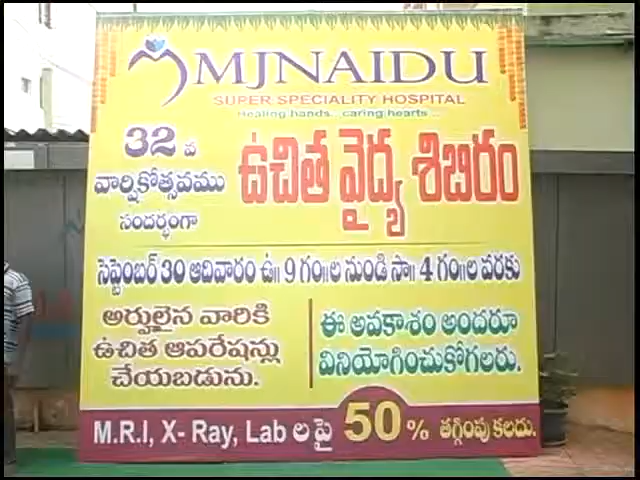 MJNAIDU
SUPER SPECIALITY HOSPITAL
Healing hands...caring hearts...
32 వ
వార్షికోత్సవము
సందర్భంగా
ఉచిత వైద్య శిబిరం
సెప్టెంబర్ 30 ఆదివారం ఉ॥ 9 గం॥ల నుండి సా॥ 4 గం॥ల వరకు
అర్హులైన వారికి
ఉచిత ఆపరేషన్లు
చేయబడును.
ఈ అవకాశం అందరూ
వినియోగించుకోగలరు.
M.R.I, X- Ray, Lab ల పై 50 % తగ్గింపు కలదు.